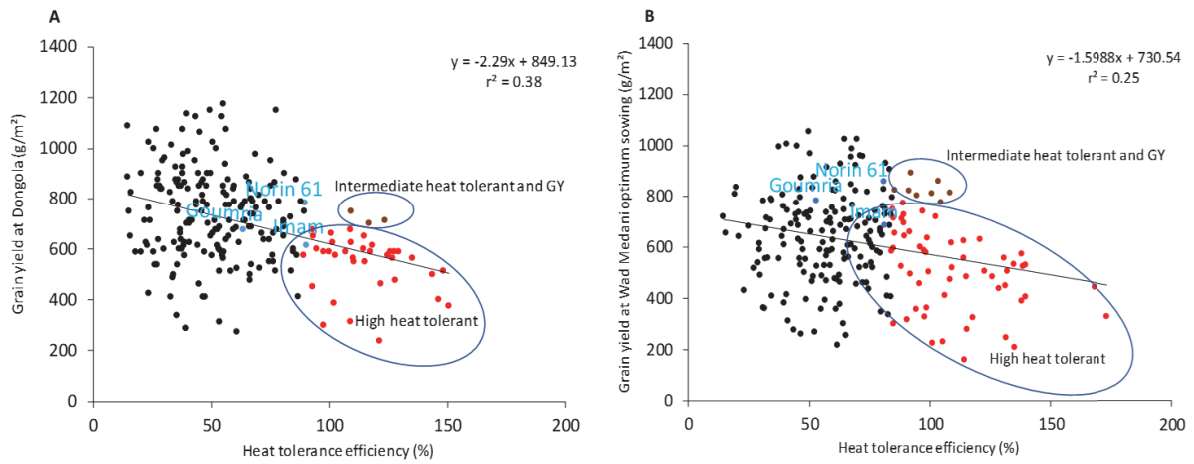 A
Grain yield at Dongola (g/m²)
1400
1200
1000
800
600
400
200
0
y = -2.29x + 849.13
r² = 0.38
Norin 61
Goumria
Imam
Intermediate heat tolerant and GY
High heat tolerant
0 50 100 150 200
Heat tolerance efficiency (%)
B
Grain yield at Wad Medanioptimum sowing (g/m²)
1400
1200
1000
800
600
400
200
0
y = -1.5988x + 730.54
r² = 0.25
Intermediate heat tolerant and GY
Norin 61
Goumria
Imam
High heat tolerant
0 50 100 150 200
Heat tolerance efficiency (%)